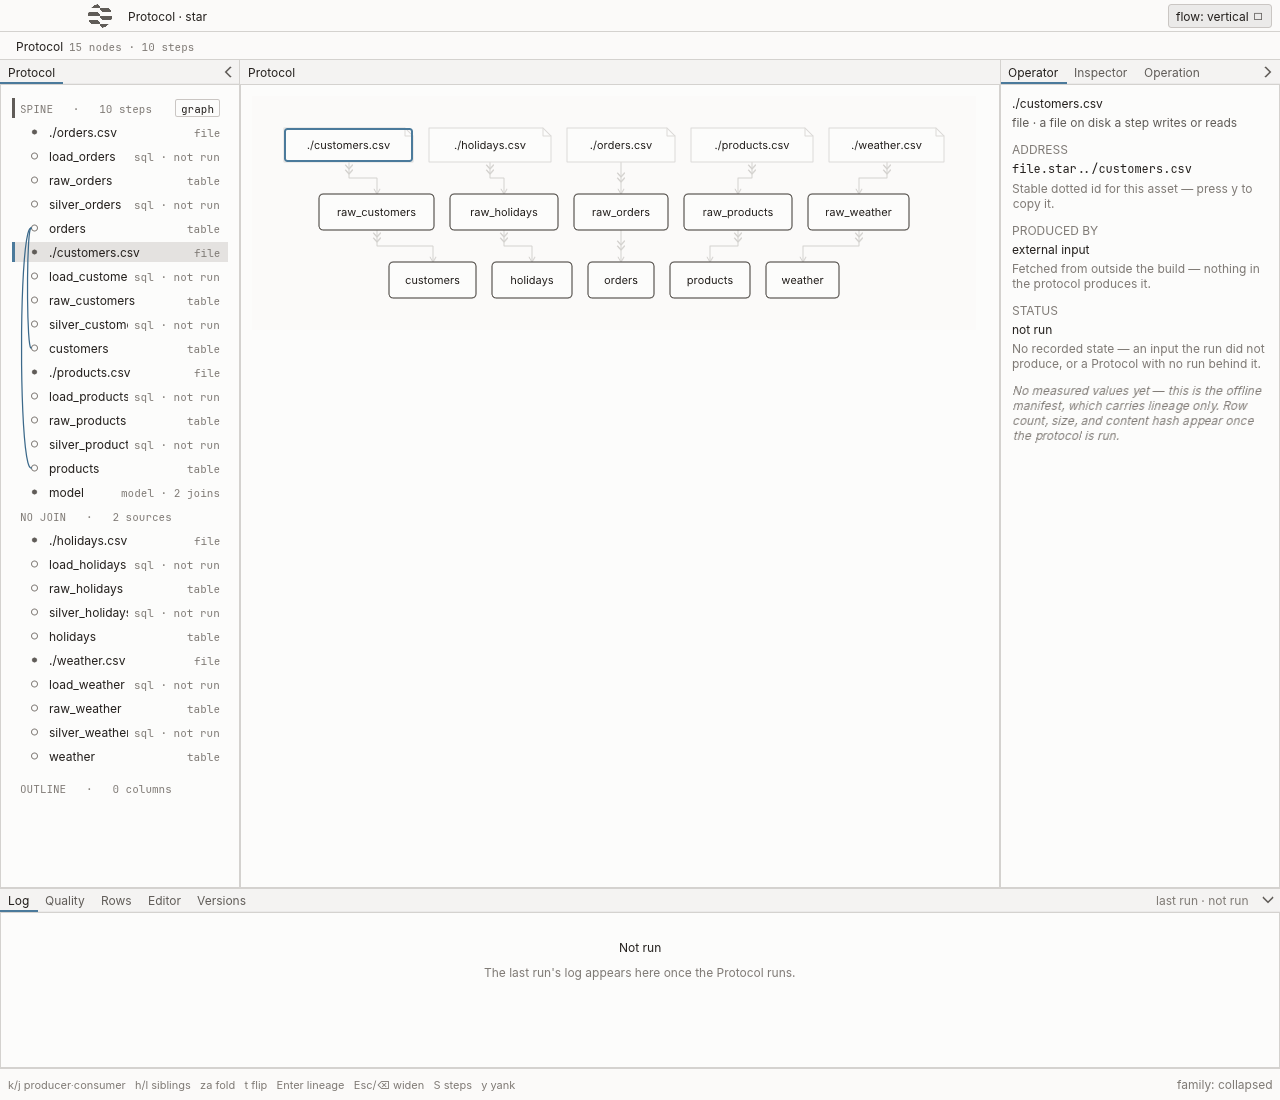 Protocol · star
flow: vertical
Protocol 15 nodes · 10 steps
Protocol
SPINE · 10 steps graph
./orders.csv file
load_orders sql · not run
raw_orders table
silver_orders sql · not run
orders table
./customers.csv file
load_custome sql · not run
raw_customers table
silver_custom sql · not run
customers table
./products.csv file
load_products sql · not run
raw_products table
silver_product sql · not run
products table
model model · 2 joins
NO JOIN · 2 sources
./holidays.csv file
load_holidays sql · not run
raw_holidays table
silver_holidays sql · not run
holidays table
./weather.csv file
load_weather sql · not run
raw_weather table
silver_weather sql · not run
weather table
OUTLINE · 0 columns
Protocol
./customers.csv ./holidays.csv ./orders.csv ./products.csv ./weather.csv
raw_customers raw_holidays raw_orders raw_products raw_weather
customers holidays orders products weather
Operator Inspector Operation
./customers.csv
file · a file on disk a step writes or reads
ADDRESS
file.star../customers.csv
Stable dotted id for this asset — press y to
copy it.
PRODUCED BY
external input
Fetched from outside the build — nothing in
the protocol produces it.
STATUS
not run
No recorded state — an input the run did not
produce, or a Protocol with no run behind it.
No measured values yet — this is the offline
manifest, which carries lineage only. Row
count, size, and content hash appear once
the protocol is run.
Log Quality Rows Editor Versions last run · not run
Not run
The last run's log appears here once the Protocol runs.
k/j producer·consumer h/l siblings za fold t flip Enter lineage Esc/⌫ widen S steps y yank family: collapsed